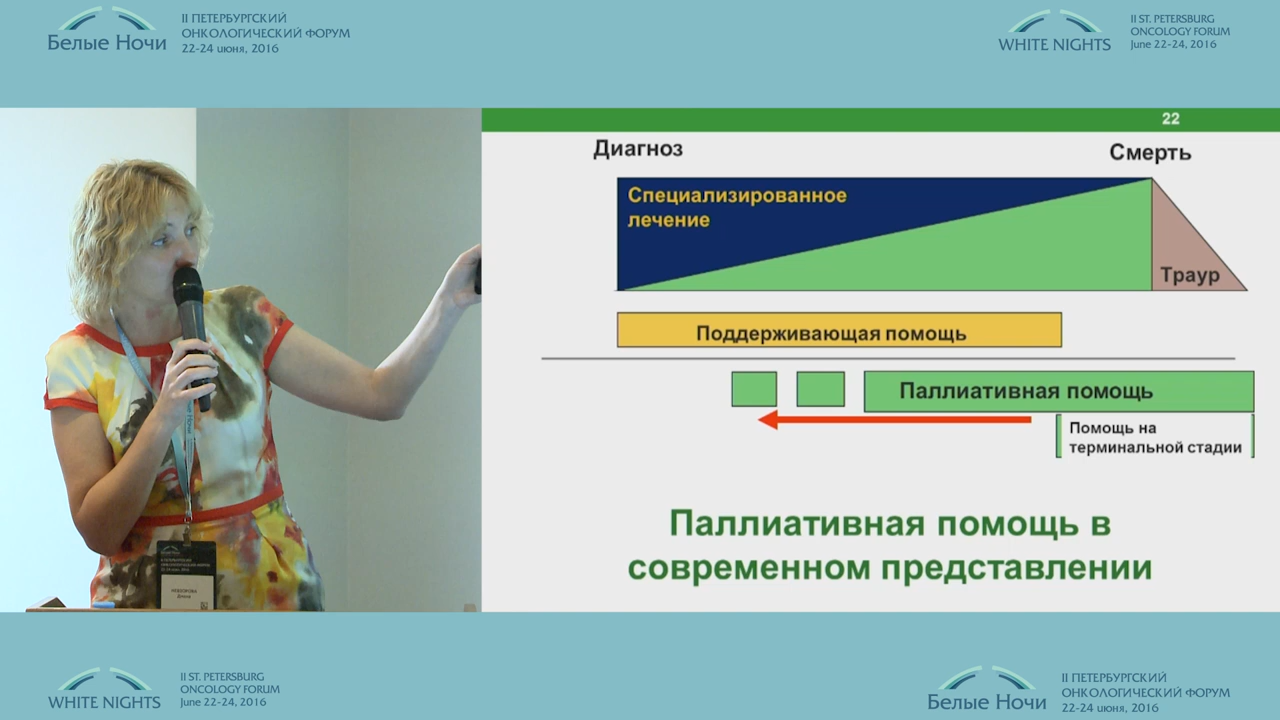 Белые Ночи
II ПЕТЕРБУРГСКИЙ
ОНКОЛОГИЧЕСКИЙ ФОРУМ
22-24 июня, 2016
WHITE NIGHTS
II ST. PETERSBURG
ONCOLOGY FORUM
June 22-24, 2016
22
Диагноз
Смерть
Специализированное
лечение
Траур
Поддерживающая помощь
Паллиативная помощь
Помощь на
терминальной стадии
Паллиативная помощь в
современном представлении
WHITE NIGHTS
II ST. PETERSBURG
ONCOLOGY FORUM
June 22-24, 2016
Белые Ночи
II ПЕТЕРБУРГСКИЙ
ОНКОЛОГИЧЕСКИЙ ФОРУМ
22-24 июня, 2016